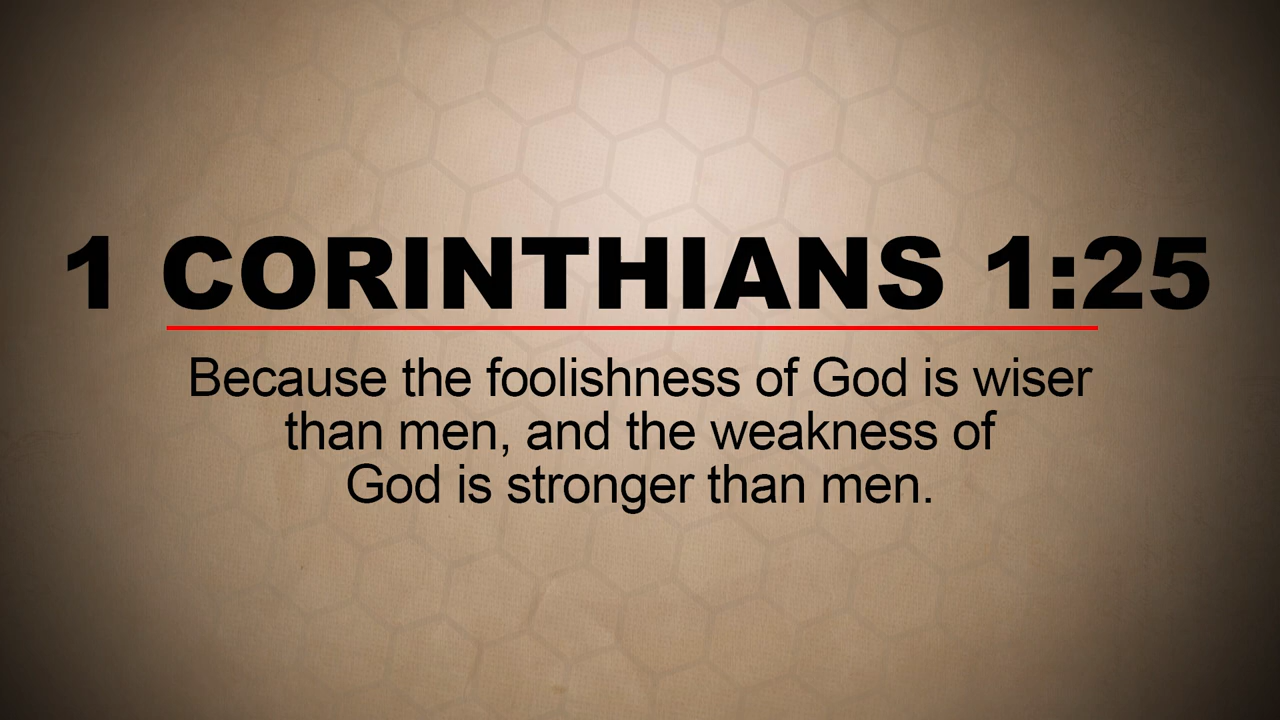 1 CORINTHIANS 1:25
Because the foolishness of God is wiser
than men, and the weakness of
God is stronger than men.